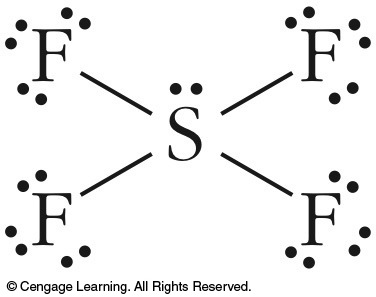 F F
S
F F
© Cengage Learning. All Rights Reserved.